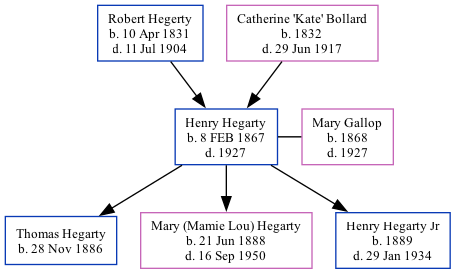 Robert Hegerty
b. 10 Apr 1831
d. 11 Jul 1904
Catherine 'Kate' Bollard
b. 1832
d. 29 Jun 1917
Henry Hegarty
b. 8 FEB 1867
d. 1927
Mary Gallop
b. 1868
d. 1927
Thomas Hegarty
b. 28 Nov 1886
Mary (Mamie Lou) Hegarty
b. 21 Jun 1888
d. 16 Sep 1950
Henry Hegarty Jr
b. 1889
d. 29 Jan 1934